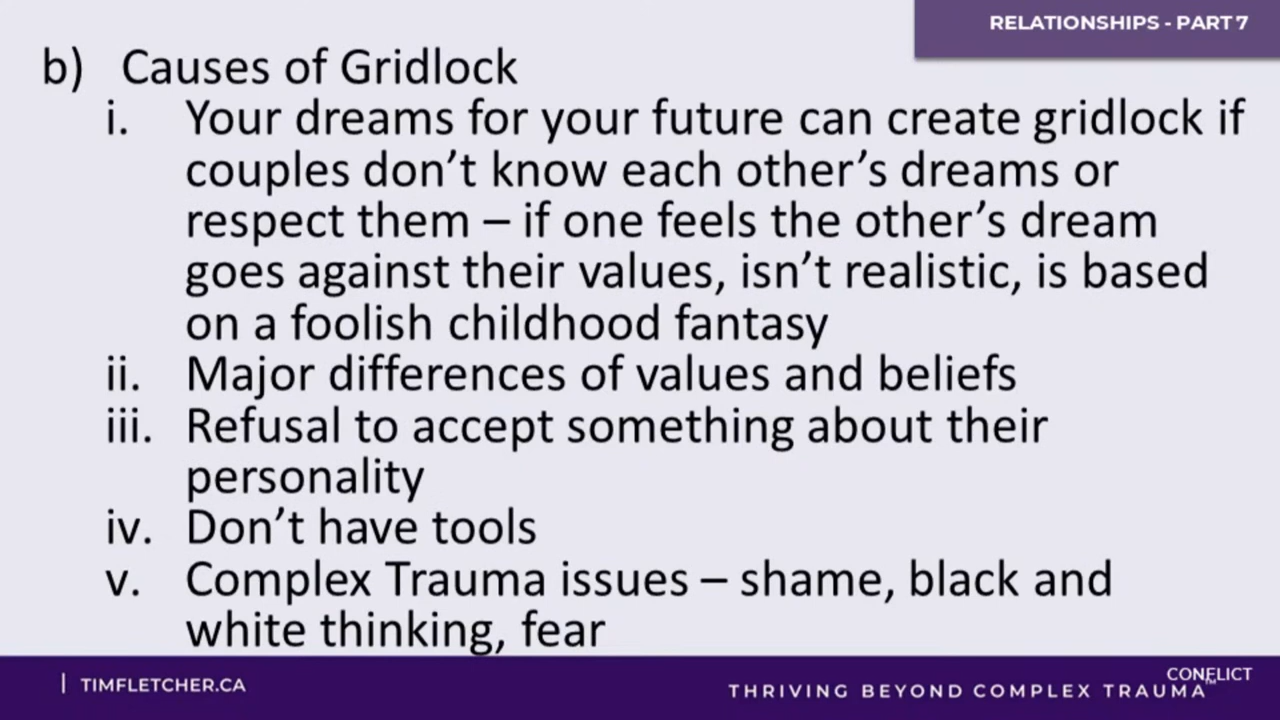 RELATIONSHIPS - PART 7
b) Causes of Gridlock
i. Your dreams for your future can create gridlock if
couples don’t know each other’s dreams or
respect them – if one feels the other’s dream
goes against their values, isn’t realistic, is based
on a foolish childhood fantasy
ii. Major differences of values and beliefs
iii. Refusal to accept something about their
personality
iv. Don’t have tools
v. Complex Trauma issues – shame, black and
white thinking, fear
| TIMFLETCHER.CA
CONFLICT
THRIVING BEYOND COMPLEX TRAUMA™